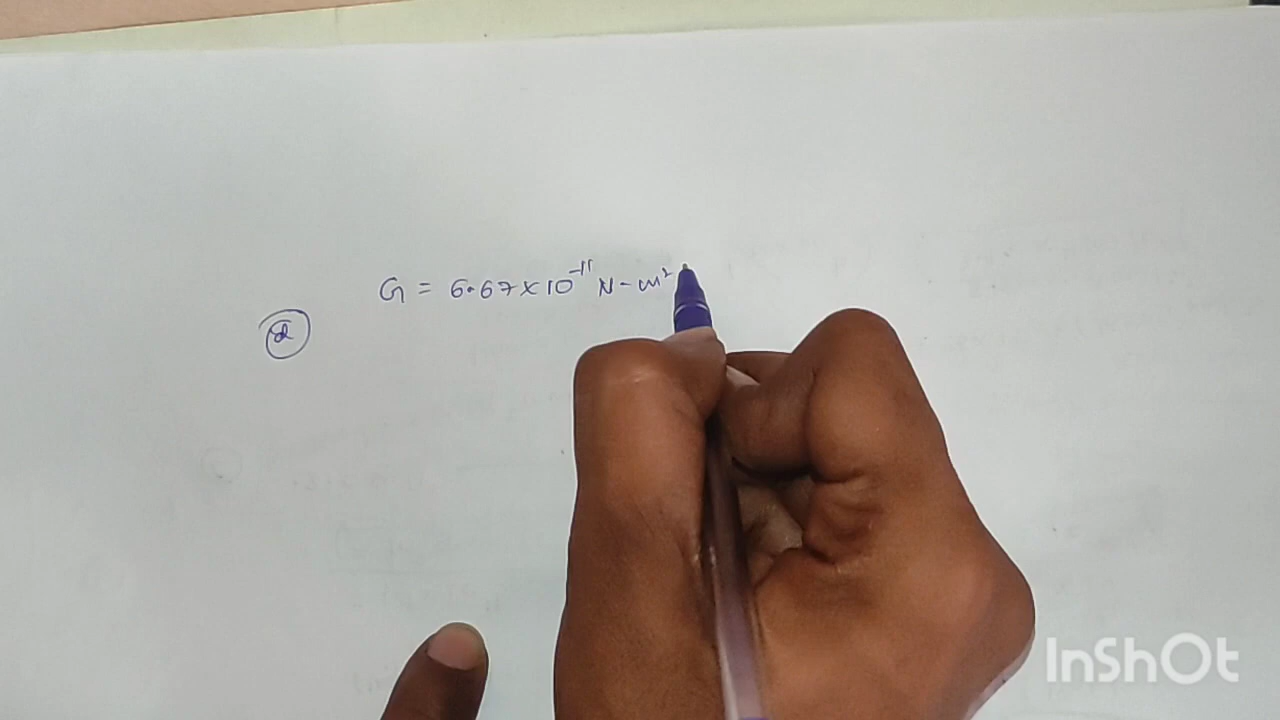 G = 6.67 × 10⁻¹¹ N-m²
InShOt